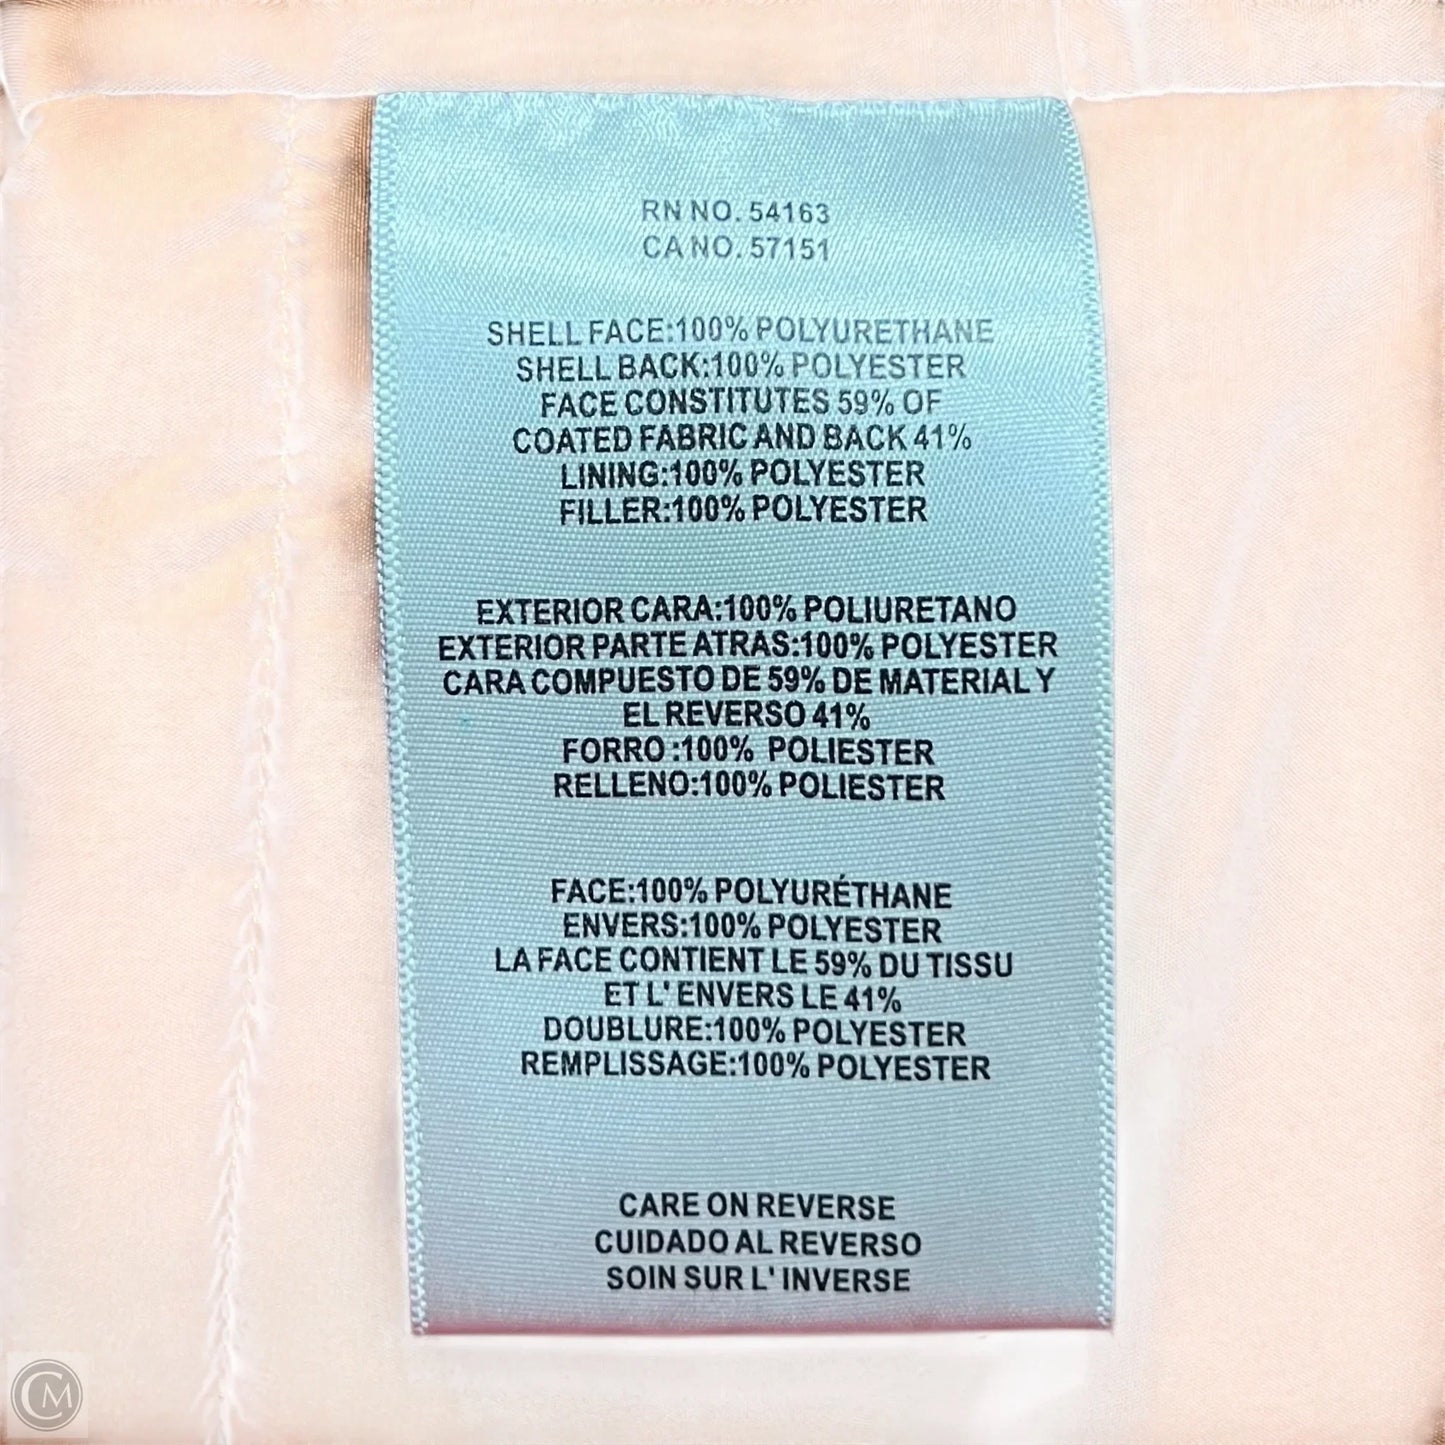 RN NO. 54163
CA NO. 57151
SHELL FACE:100% POLYURETHANE
SHELL BACK:100% POLYESTER
FACE CONSTITUTES 59% OF
COATED FABRIC AND BACK 41%
LINING:100% POLYESTER
FILLER:100% POLYESTER
EXTERIOR CARA:100% POLIURETANO
EXTERIOR PARTE ATRAS:100% POLYESTER
CARA COMPUESTO DE 59% DE MATERIAL Y
EL REVERSO 41%
FORRO :100% POLIESTER
RELLENO:100% POLIESTER
FACE:100% POLYURÉTHANE
ENVERS:100% POLYESTER
LA FACE CONTIENT LE 59% DU TISSU
ET L' ENVERS LE 41%
DOUBLURE:100% POLYESTER
REMPLISSAGE:100% POLYESTER
CARE ON REVERSE
CUIDADO AL REVERSO
SOIN SUR L' INVERSE
CM